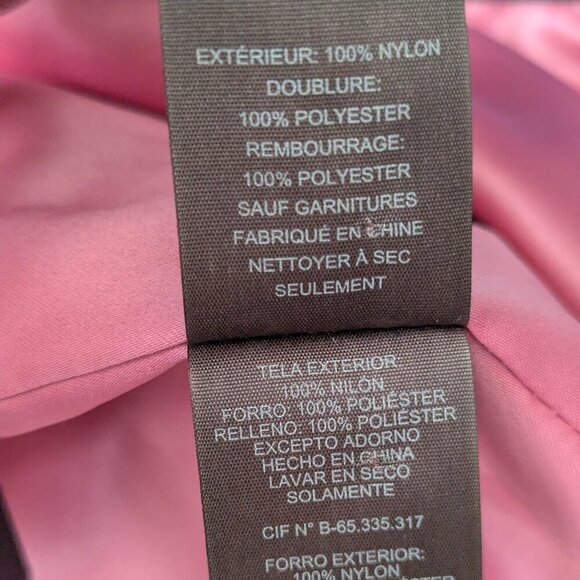 EXTÉRIEUR: 100% NYLON
DOUBLURE:
100% POLYESTER
REMBOURRAGE:
100% POLYESTER
SAUF GARNITURES
FABRIQUÉ EN CHINE
NETTOYER À SEC
SEULEMENT
TELA EXTERIOR:
100% NILON
FORRO: 100% POLIÉSTER
RELLENO: 100% POLIÉSTER
EXCEPTO ADORNO
HECHO EN CHINA
LAVAR EN SECO
SOLAMENTE
CIF N° B-65.335.317
FORRO EXTERIOR:
100% NYLON